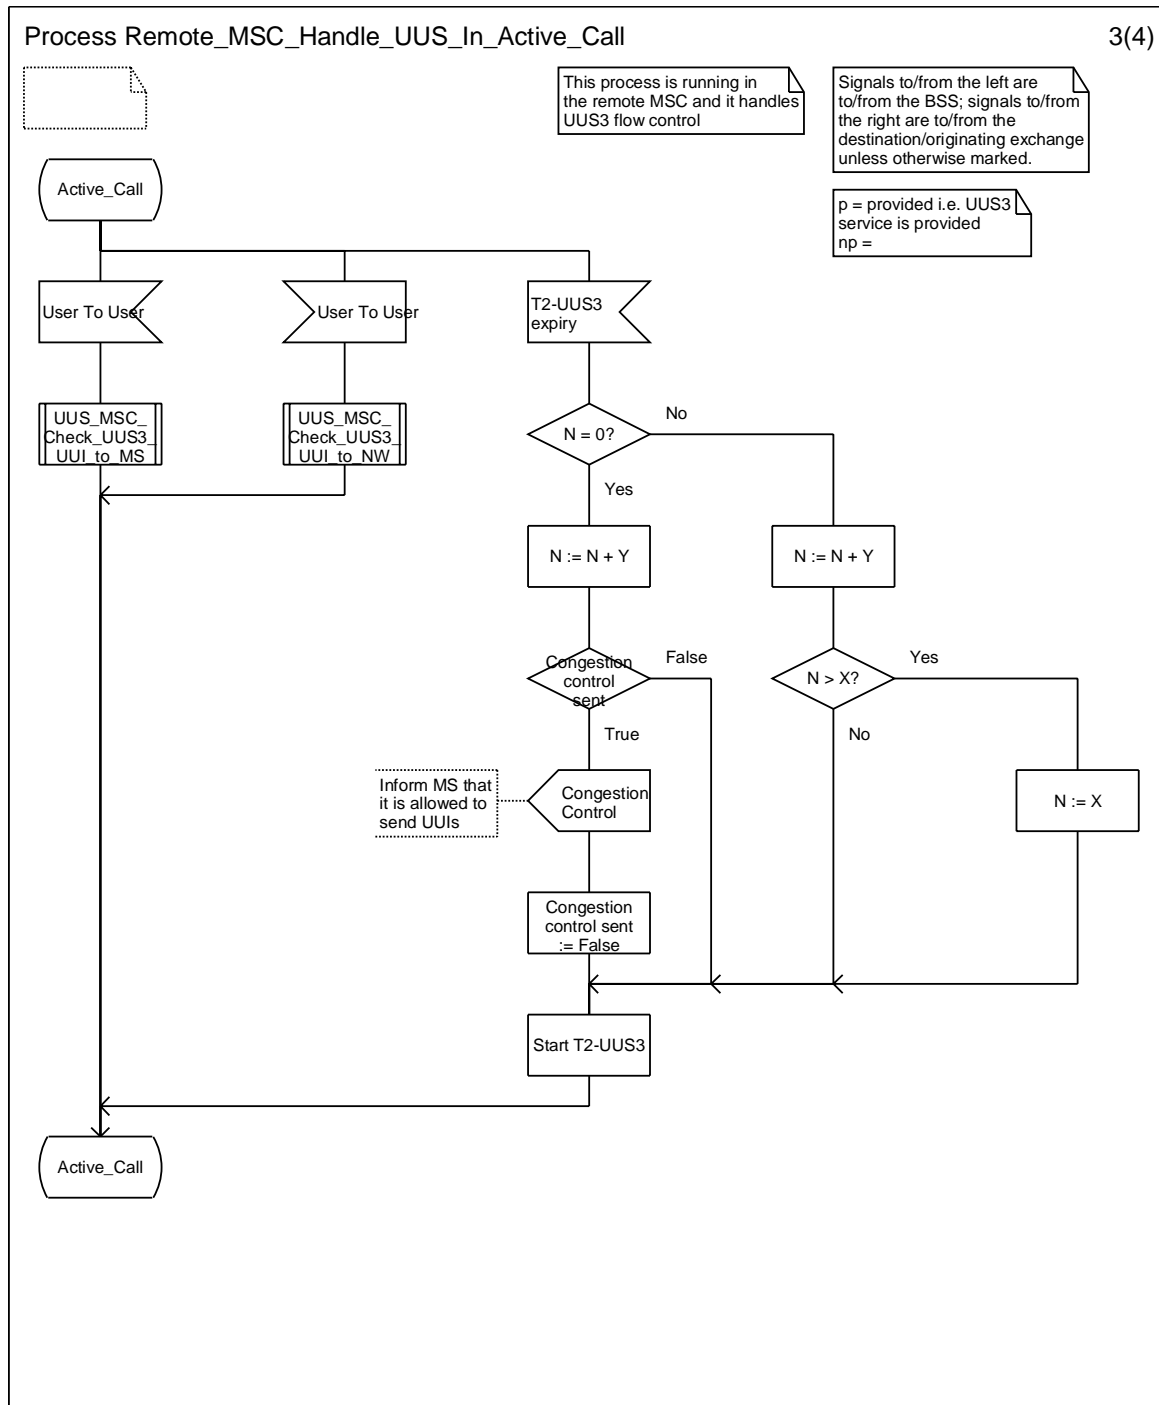 Process Remote_MSC_Handle_UUS_In_Active_Call
3(4)
This process is running in
the remote MSC and it handles
UUS3 flow control
Signals to/from the left are
to/from the BSS; signals to/from
the right are to/from the
destination/originating exchange
unless otherwise marked.
p = provided i.e. UUS3
service is provided
np =
Active_Call
User To User
User To User
T2-UUS3
expiry
UUS_MSC_
Check_UUS3_
UUI_to_MS
UUS_MSC_
Check_UUS3_
UUI_to_NW
N = 0?
No
Yes
N := N + Y
N := N + Y
Congestion
control
sent
False
True
N > X?
Yes
No
Inform MS that
it is allowed to
send UUIs
Congestion
Control
N := X
Congestion
control sent
:= False
Start T2-UUS3
Active_Call